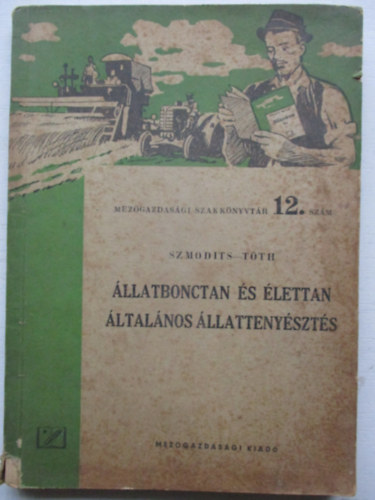 MEZŐGAZDASÁGI SZAKKÖNYVTÁR 12. SZÁM
SZMODITS—TÓTH
ÁLLATBONCTAN ÉS ÉLETTAN
ÁLTALÁNOS ÁLLATTENYÉSZTÉS
MEZŐGAZDASÁGI KIADÓ